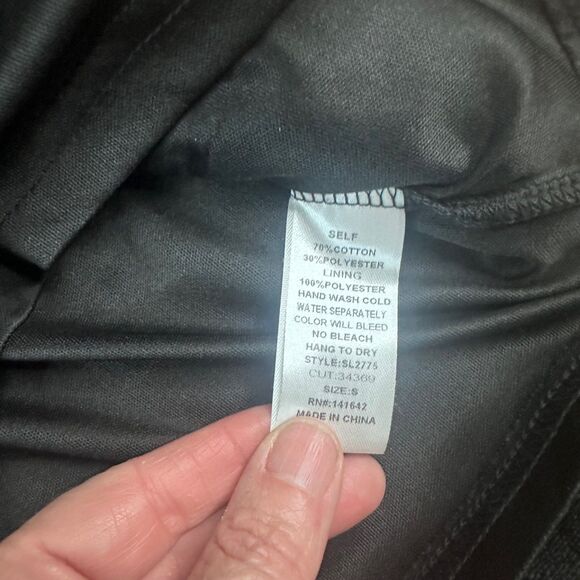 SELF
70%COTTON
30%POLYESTER
LINING
100%POLYESTER
HAND WASH COLD
WATER SEPARATELY
COLOR WILL BLEED
NO BLEACH
HANG TO DRY
STYLE:SL2775
CUT:34369
SIZE:S
RN#:141642
MADE IN CHINA